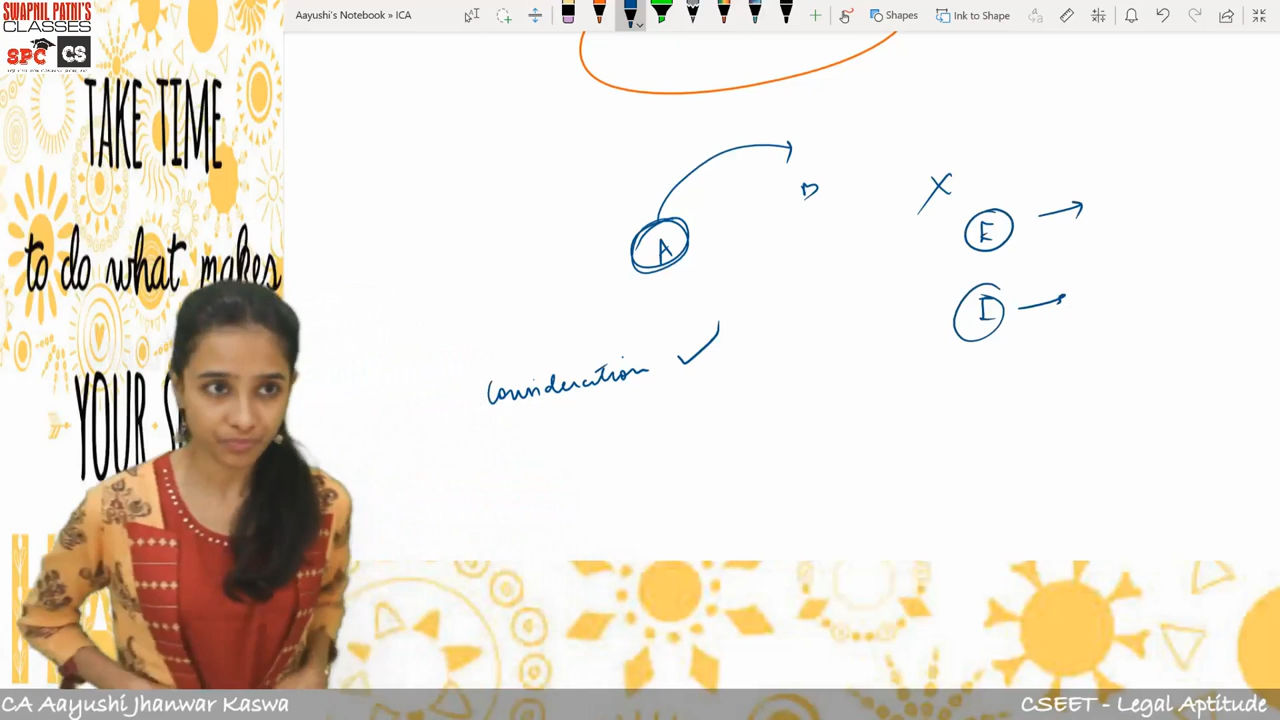 SWAPNIL PATNI'S
CLASSES
SPC CS
Aayushi's Notebook » ICA
Shapes
Ink to Shape
TAKE TIME
to do what makes
YOUR S
A
D
X
E
I
Consideration
CA Aayushi Jhanwar Kaswa
CSEET - Legal Aptitude